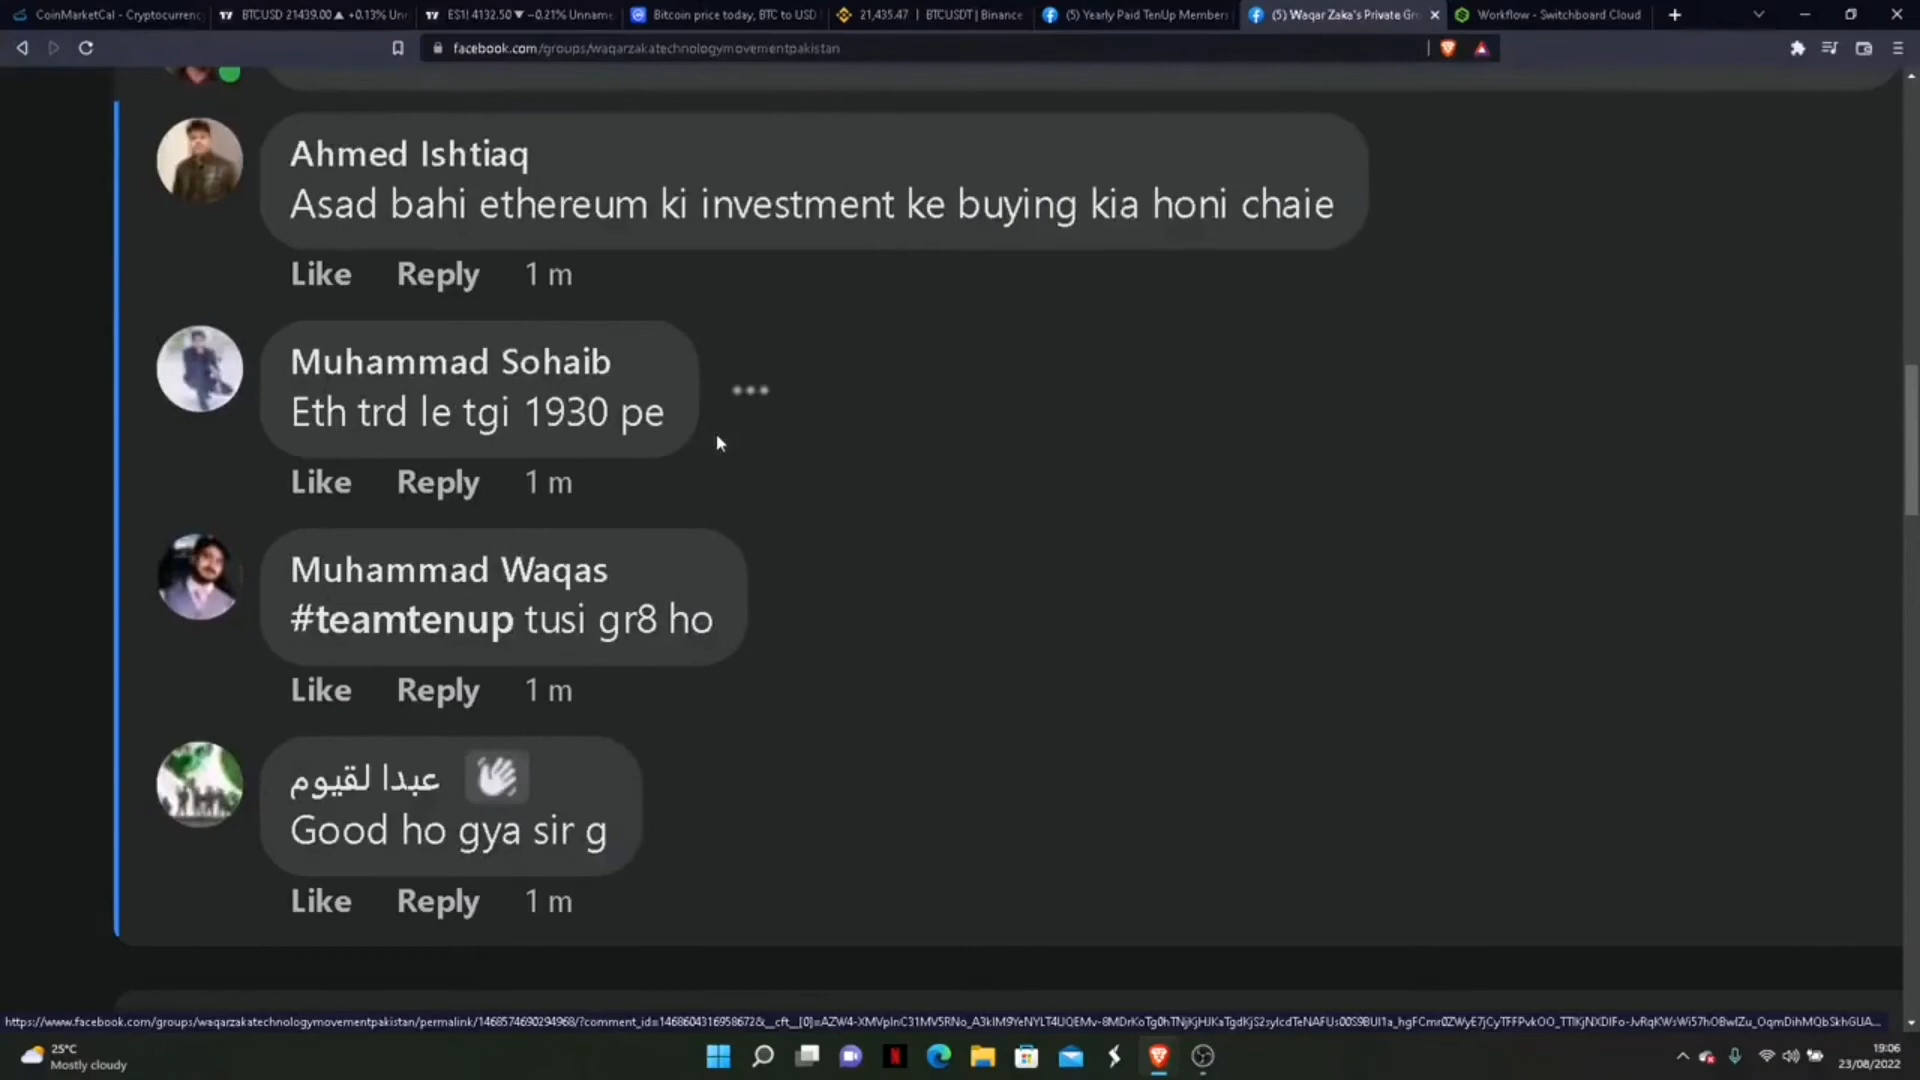 CoinMarketCal - Cryptocurrenc
BTCUSD 21439.00 ▲ +0.13% Un
ES1! 4132.50 ▼ −0.21% Unname
Bitcoin price today, BTC to USD
21,435.47 | BTCUSDT | Binance
(5) Yearly Paid TenUp Members
(5) Waqar Zaka's Private Gr
Workflow - Switchboard Cloud
facebook.com/groups/waqarzakatechnologymovementpakistan
Ahmed Ishtiaq
Asad bahi ethereum ki investment ke buying kia honi chaie
Like Reply 1 m
Muhammad Sohaib
Eth trd le tgi 1930 pe
Like Reply 1 m
Muhammad Waqas
#teamtenup tusi gr8 ho
Like Reply 1 m
عبدا لقیوم
Good ho gya sir g
Like Reply 1 m
25°C
Mostly cloudy
19:06
23/08/2022